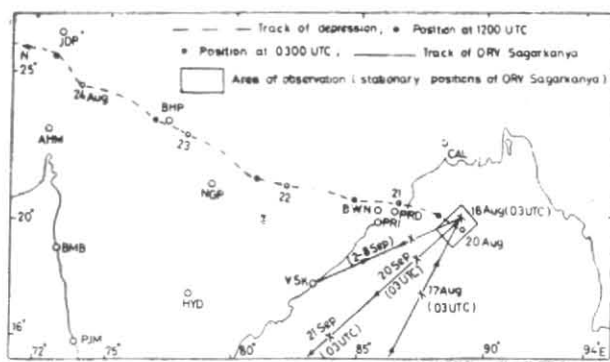 — — — Track of depression, • Position at 1200 UTC
• Position at 0300 UTC, —— Track of ORV Sagarkanya
Area of observation (stationary positions of ORV Sagarkanya)
JDP
N
25
24 Aug
BHP
23
AHM
CAL
NGP
22
21
BWN
PRD
PRI
18 Aug (03 UTC)
20°
20 Aug
BMB
2-8 Sep)
20 Sep
(03 UTC)
VSK
17 Aug
(03 UTC)
HYD
21 Sep
(03 UTC)
16°
PJM
72° 75° 80° 85° 90° 94°E